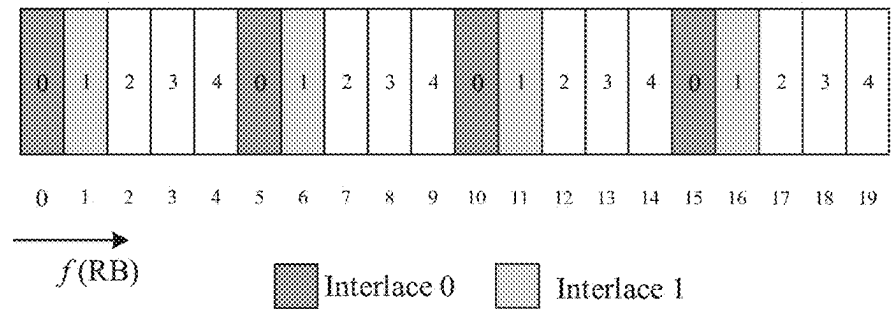 0 1 2 3 4 0 1 2 3 4 0 1 2 3 4 0 1 2 3 4
0 1 2 3 4 5 6 7 8 9 10 11 12 13 14 15 16 17 18 19
f(RB)
Interlace 0 Interlace 1